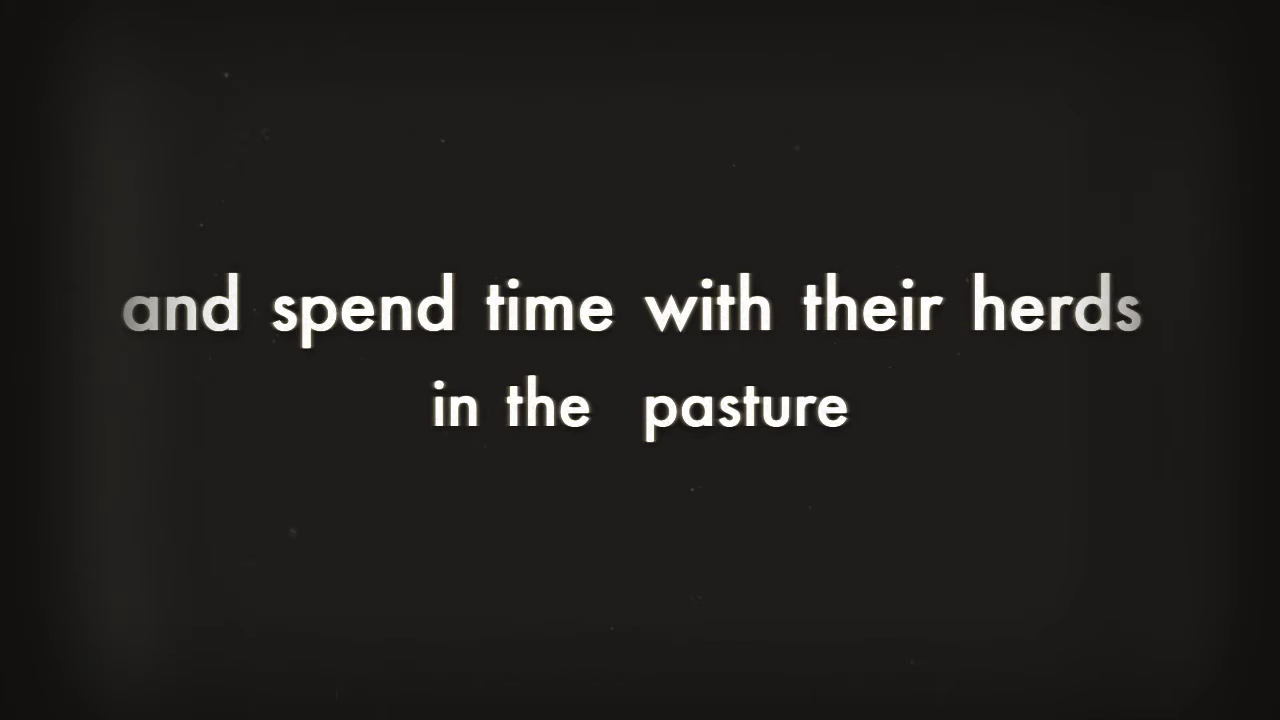 and spend time with their herds
in the pasture